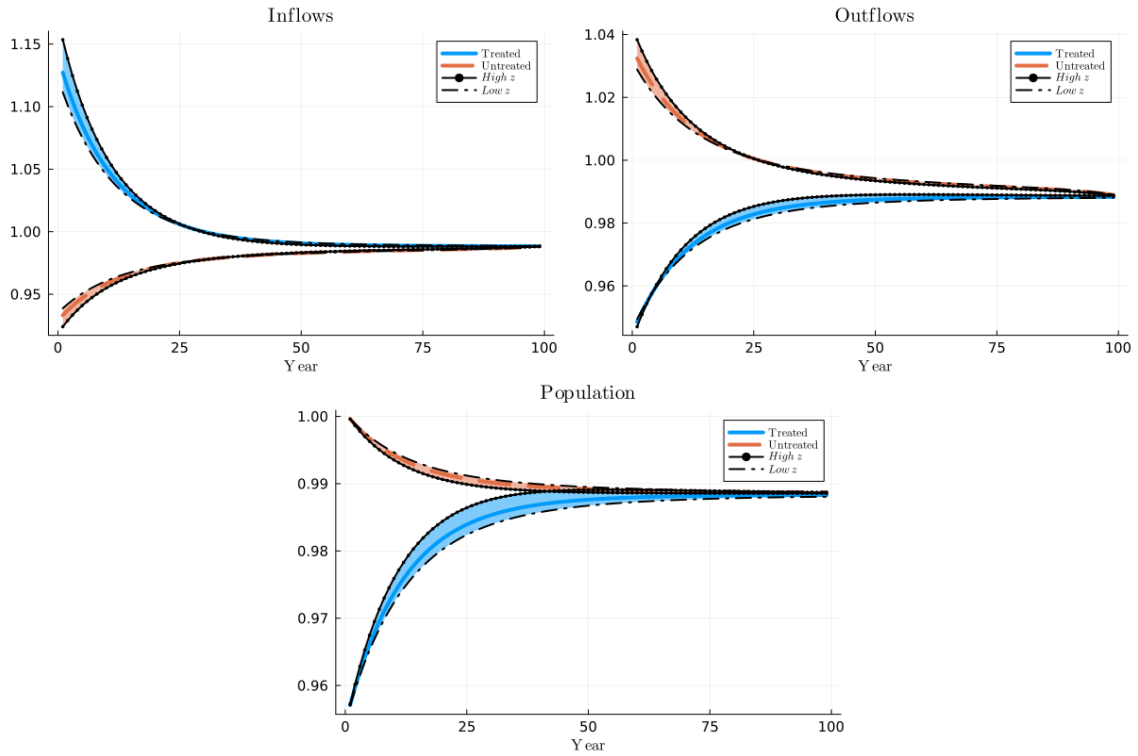 Inflows
1.15
1.10
1.05
1.00
0.95
0
25
50
75
100
Year
Treated
Untreated
High z
Low z
Outflows
1.04
1.02
1.00
0.98
0.96
0
25
50
75
100
Year
Treated
Untreated
High z
Low z
Population
1.00
0.99
0.98
0.97
0.96
0
25
50
75
100
Year
Treated
Untreated
High z
Low z